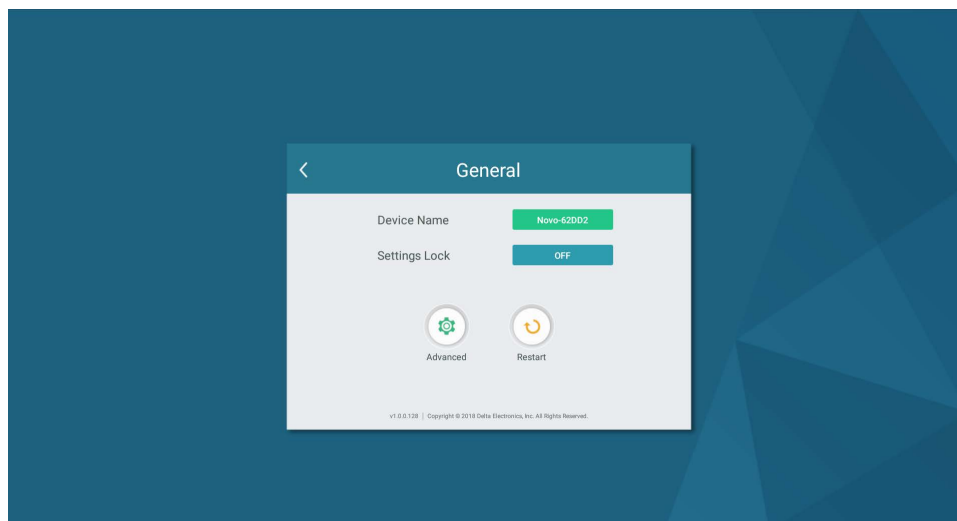 General
Device Name Novo-62DD2
Settings Lock OFF
Advanced Restart
v1.0.0.128 | Copyright © 2018 Delta Electronics, Inc. All Rights Reserved.